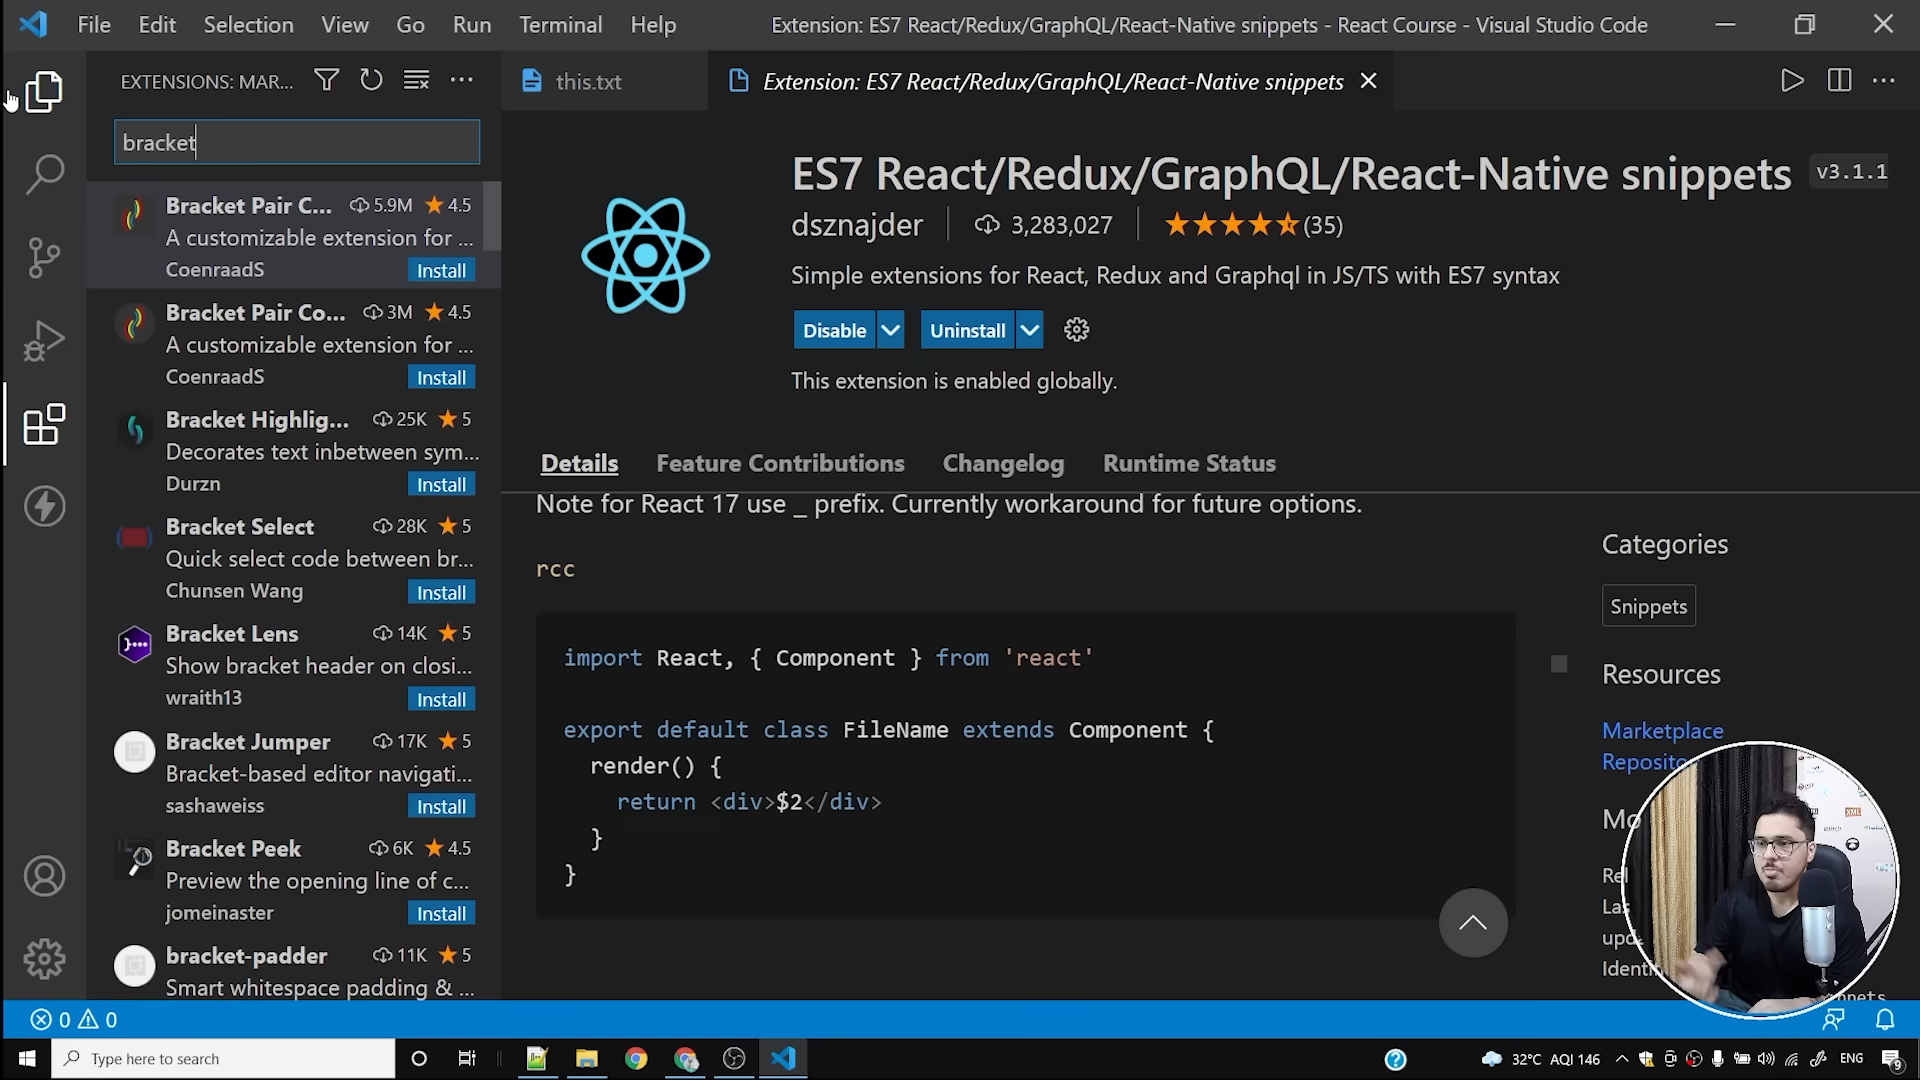 File Edit Selection View Go Run Terminal Help
Extension: ES7 React/Redux/GraphQL/React-Native snippets - React Course - Visual Studio Code
EXTENSIONS: MAR...
bracket
Bracket Pair C... 5.9M 4.5
A customizable extension for ...
CoenraadS Install
Bracket Pair Co... 3M 4.5
A customizable extension for ...
CoenraadS Install
Bracket Highlig... 25K 5
Decorates text inbetween sym...
Durzn Install
Bracket Select 28K 5
Quick select code between br...
Chunsen Wang Install
Bracket Lens 14K 5
Show bracket header on closi...
wraith13 Install
Bracket Jumper 17K 5
Bracket-based editor navigati...
sashaweiss Install
Bracket Peek 6K 4.5
Preview the opening line of c...
jomeinaster Install
bracket-padder 11K 5
Smart whitespace padding & ...
this.txt
Extension: ES7 React/Redux/GraphQL/React-Native snippets
ES7 React/Redux/GraphQL/React-Native snippets v3.1.1
dsznajder 3,283,027 (35)
Simple extensions for React, Redux and Graphql in JS/TS with ES7 syntax
Disable Uninstall
This extension is enabled globally.
Details Feature Contributions Changelog Runtime Status
Note for React 17 use _ prefix. Currently workaround for future options.
rcc
import React, { Component } from 'react'
export default class FileName extends Component {
render() {
return <div>$2</div>
}
}
Categories
Snippets
Resources
Marketplace
Reposito
Mo
Rel
Las
upd
Identi
0 0
Type here to search
32°C AQI 146 ENG 9